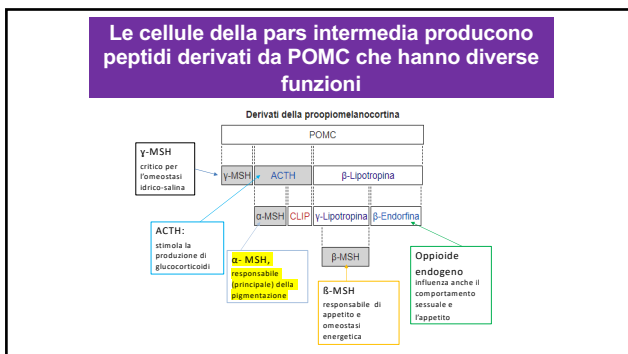 Le cellule della pars intermedia producono
peptidi derivati da POMC che hanno diverse
funzioni
Derivati della proopiomelanocortina
POMC
ɣ-MSH
critico per
l'omeostasi
idrico-salina
γ-MSH
ACTH
β-Lipotropina
α-MSH
CLIP
γ-Lipotropina
β-Endorfina
ACTH:
stimola la
produzione di
glucocorticoidi
α- MSH,
responsabile
(principale) della
pigmentazione
β-MSH
ß-MSH
responsabile di
appetito e
omeostasi
energetica
Oppioide
endogeno
influenza anche il
comportamento
sessuale e
l'appetito